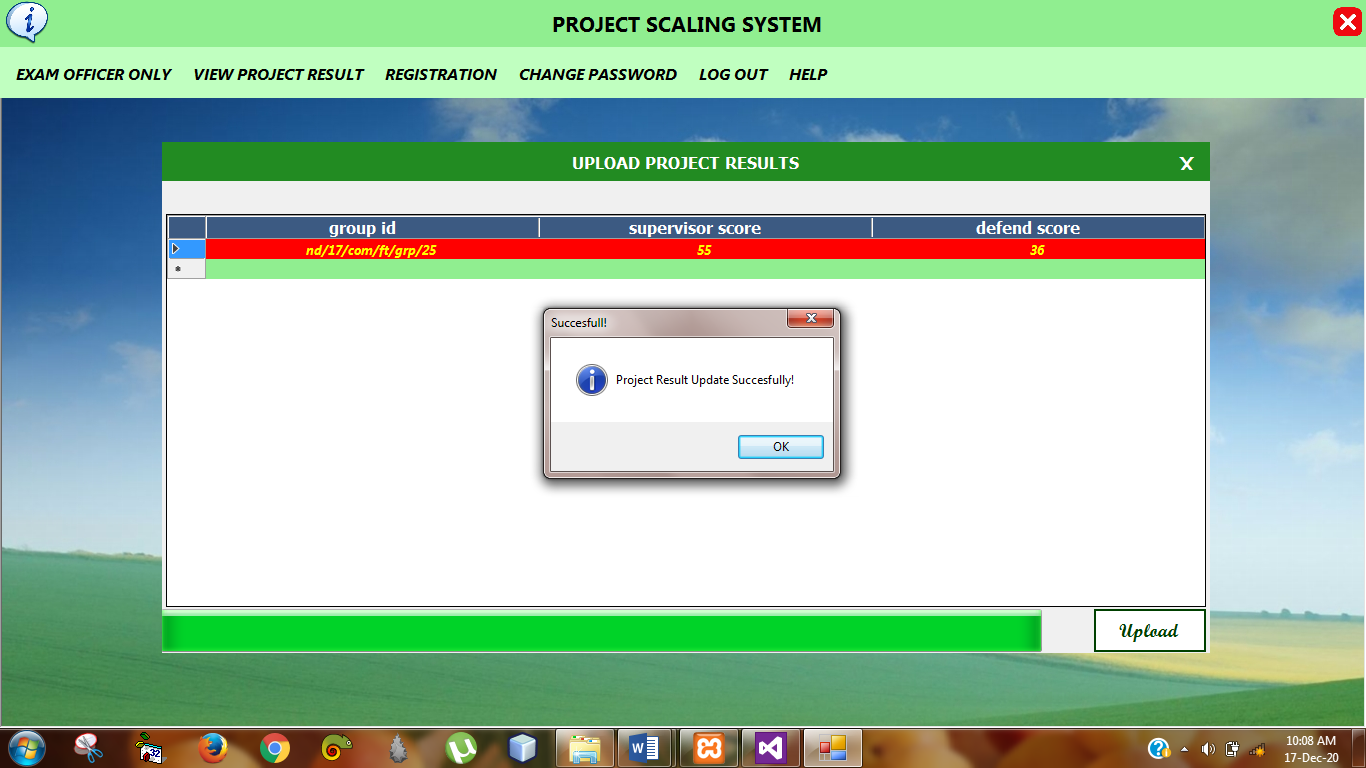 PROJECT SCALING SYSTEM
EXAM OFFICER ONLY VIEW PROJECT RESULT REGISTRATION CHANGE PASSWORD LOG OUT HELP
UPLOAD PROJECT RESULTS X
group id supervisor score defend score
nd/17/com/ft/grp/25 55 36
Succesfull!
Project Result Update Succesfully!
OK
Upload
32
10:08 AM
17-Dec-20